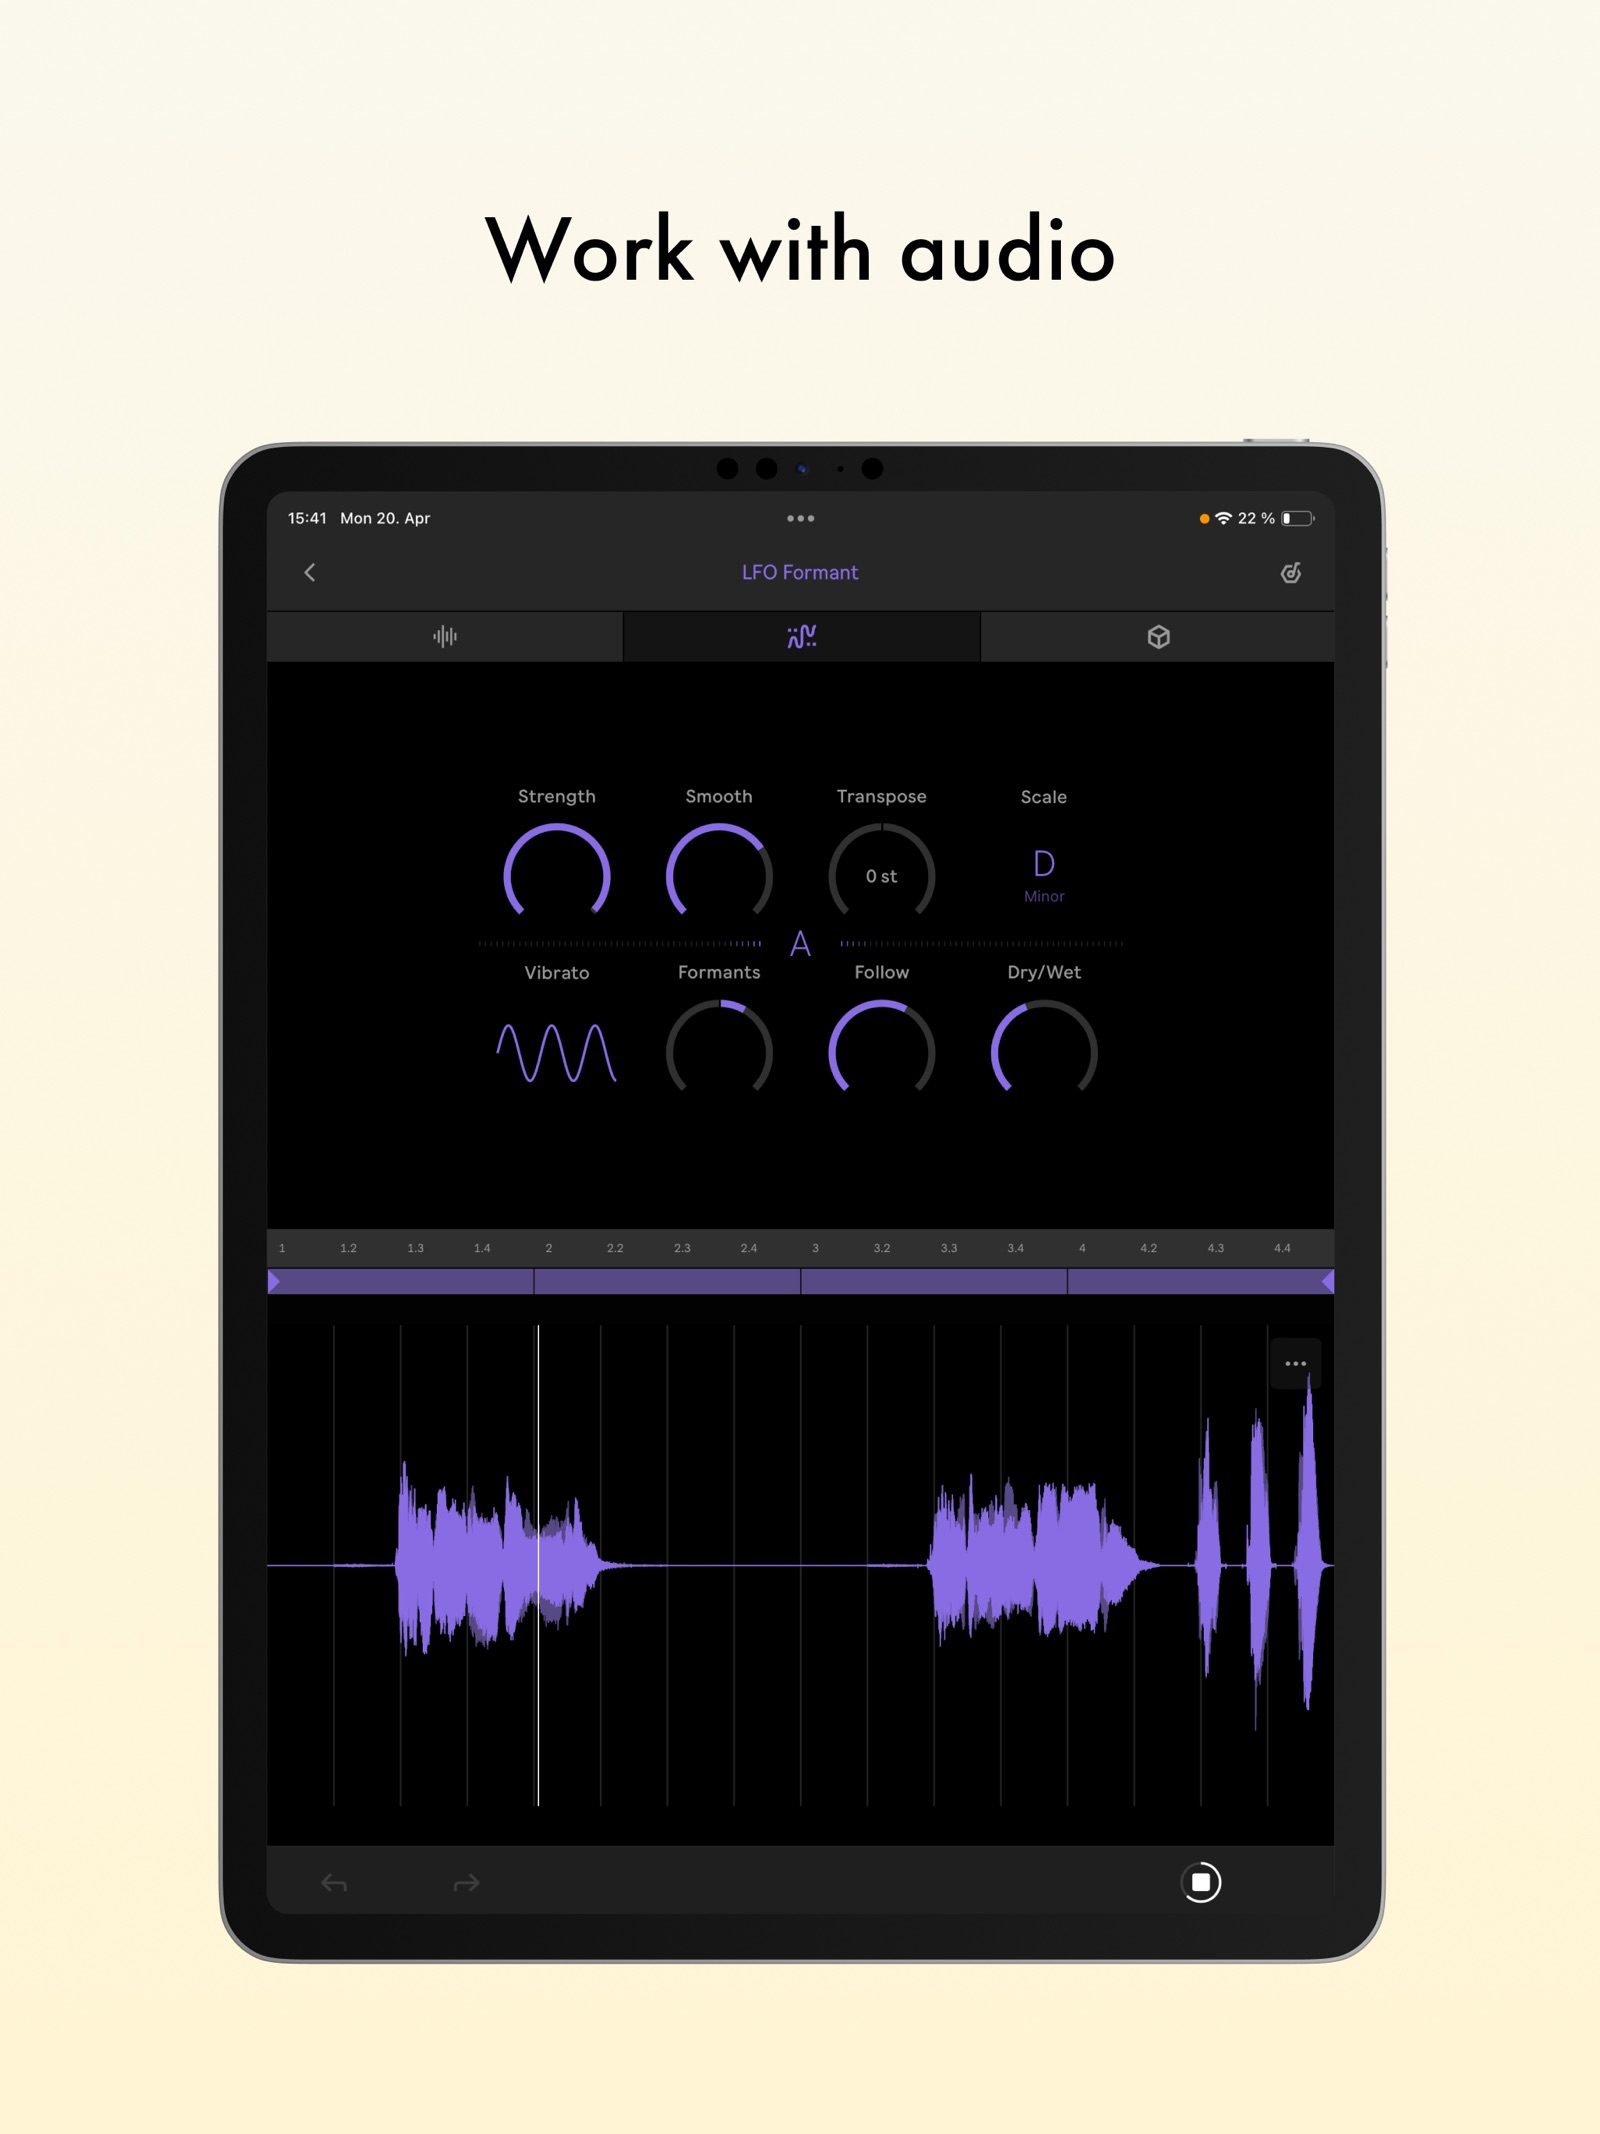 Work with audio
15:41 Mon 20. Apr
22 %
LFO Formant
Strength Smooth Transpose Scale
0 st
D
Minor
A
Vibrato Formants Follow Dry/Wet
1 1.2 1.3 1.4 2 2.2 2.3 2.4 3 3.2 3.3 3.4 4 4.2 4.3 4.4